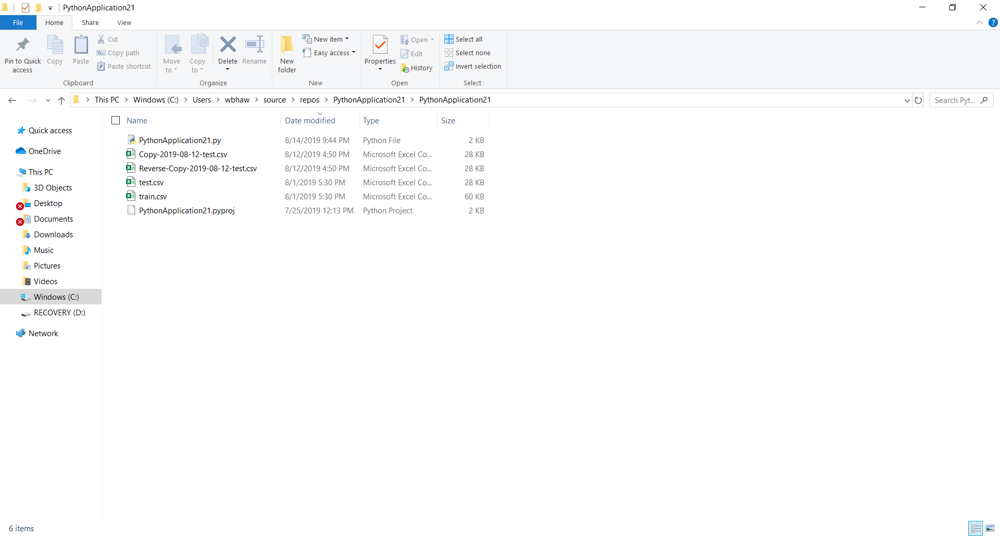 PythonApplication21
File Home Share View
Pin to Quick access
Copy
Paste
Cut
Copy path
Paste shortcut
Clipboard
Move to
Copy to
Delete
Rename
Organize
New folder
New item
Easy access
New
Properties
Open
Edit
History
Open
Select all
Select none
Invert selection
Select
This PC > Windows (C:) > Users > wbhaw > source > repos > PythonApplication21 > PythonApplication21
Search Pyt...
Quick access
OneDrive
This PC
3D Objects
Desktop
Documents
Downloads
Music
Pictures
Videos
Windows (C:)
RECOVERY (D:)
Network
Name Date modified Type Size
PythonApplication21.py 8/14/2019 9:44 PM Python File 2 KB
Copy-2019-08-12-test.csv 8/12/2019 4:50 PM Microsoft Excel Co... 28 KB
Reverse-Copy-2019-08-12-test.csv 8/12/2019 4:50 PM Microsoft Excel Co... 28 KB
test.csv 8/1/2019 5:30 PM Microsoft Excel Co... 28 KB
train.csv 8/1/2019 5:30 PM Microsoft Excel Co... 60 KB
PythonApplication21.pyproj 7/25/2019 12:13 PM Python Project 2 KB
6 items